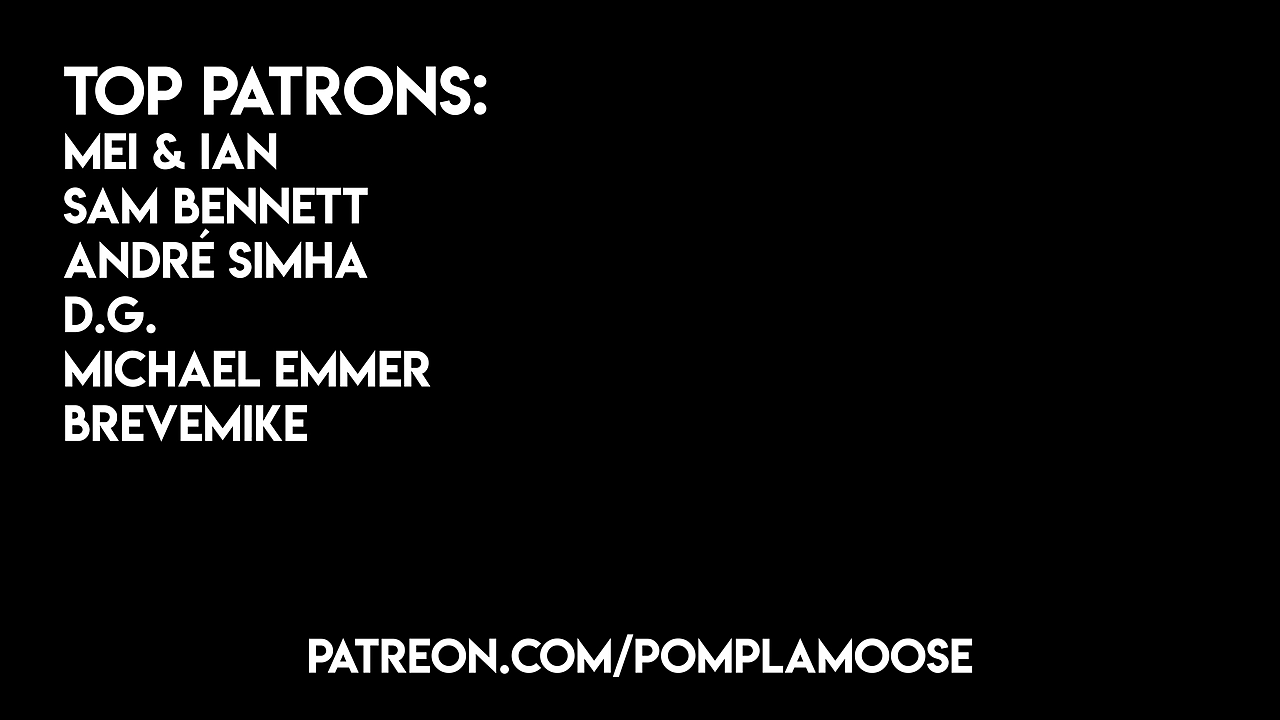 TOP PATRONS:
MEI & IAN
SAM BENNETT
ANDRÉ SIMHA
D.G.
MICHAEL EMMER
BREVEMIKE
PATREON.COM/POMPLAMOOSE